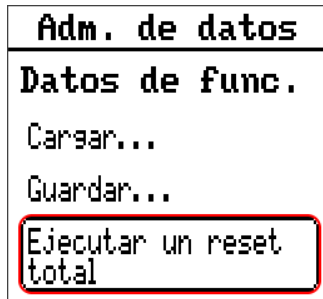 Adm. de datos
Datos de func.
Cargar...
Guardar...
Ejecutar un reset
total